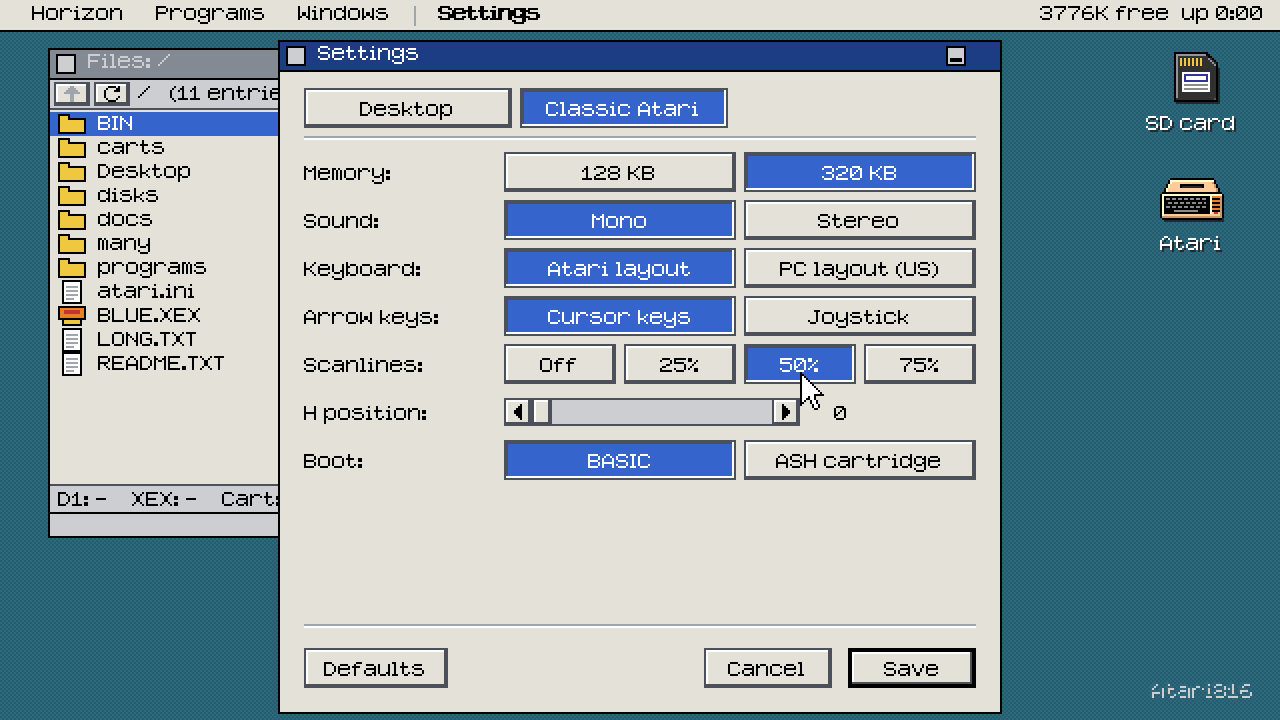 Horizon Programs Windows | Settings 3776K free up 0:00
Files: /
/ (11 entrie
BIN
carts
Desktop
disks
docs
many
programs
atari.ini
BLUE.XEX
LONG.TXT
README.TXT
D1: - XEX: - Cart:
Settings
Desktop Classic Atari
Memory: 128 KB 320 KB
Sound: Mono Stereo
Keyboard: Atari layout PC layout (US)
Arrow keys: Cursor keys Joystick
Scanlines: Off 25% 50% 75%
H position: 0
Boot: BASIC ASH cartridge
Defaults Cancel Save
SD card
Atari
Atari816